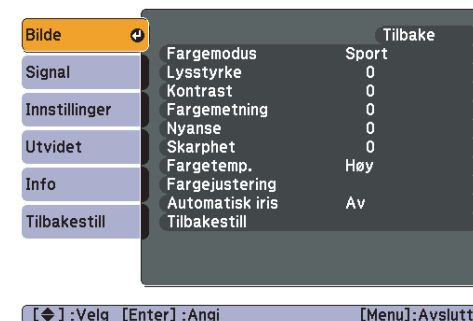 Bilde
Signal
Innstillinger
Utvidet
Info
Tilbakestill
Tilbake
Fargemodus Sport
Lysstyrke 0
Kontrast 0
Fargemetning 0
Nyanse 0
Skarphet 0
Fargetemp. Høy
Fargejustering
Automatisk iris Av
Tilbakestill
[◆] :Velg [Enter] :Angi [Menu]:Avslutt